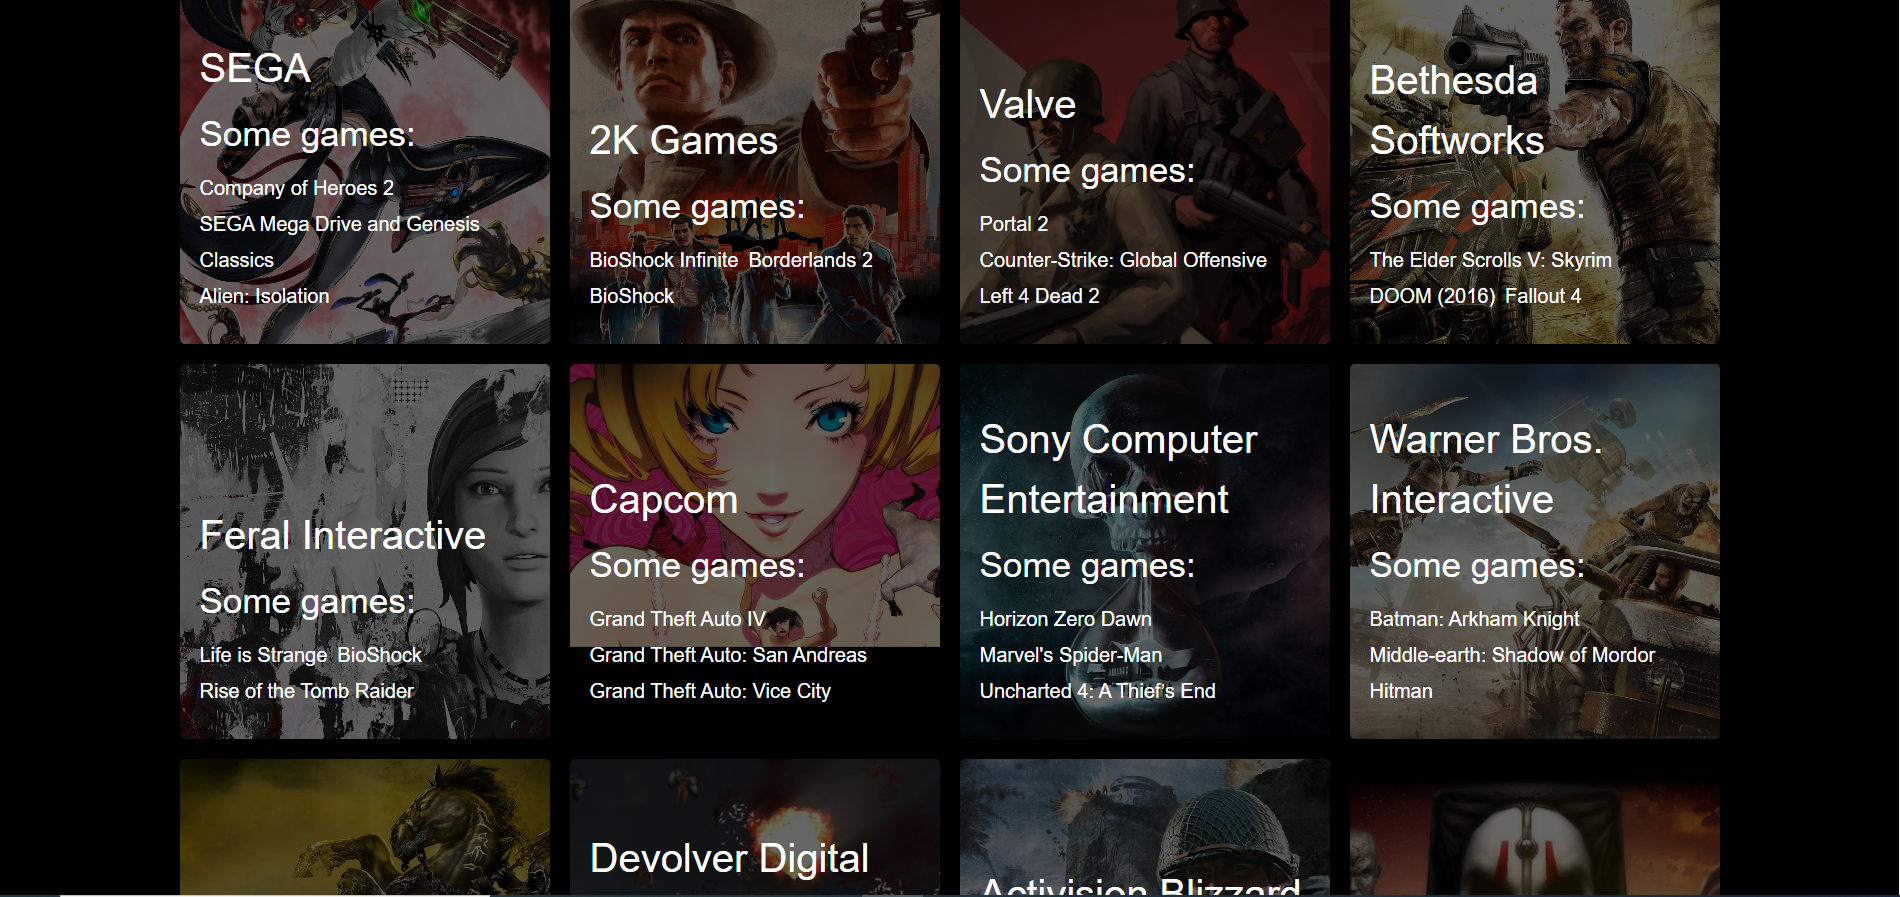 SEGA
Some games:
Company of Heroes 2
SEGA Mega Drive and Genesis
Classics
Alien: Isolation
2K Games
Some games:
BioShock Infinite Borderlands 2
BioShock
Valve
Some games:
Portal 2
Counter-Strike: Global Offensive
Left 4 Dead 2
Bethesda
Softworks
Some games:
The Elder Scrolls V: Skyrim
DOOM (2016) Fallout 4
Feral Interactive
Some games:
Life is Strange BioShock
Rise of the Tomb Raider
Capcom
Some games:
Grand Theft Auto IV
Grand Theft Auto: San Andreas
Grand Theft Auto: Vice City
Sony Computer
Entertainment
Some games:
Horizon Zero Dawn
Marvel's Spider-Man
Uncharted 4: A Thief's End
Warner Bros.
Interactive
Some games:
Batman: Arkham Knight
Middle-earth: Shadow of Mordor
Hitman
Devolver Digital
Activision Blizzard